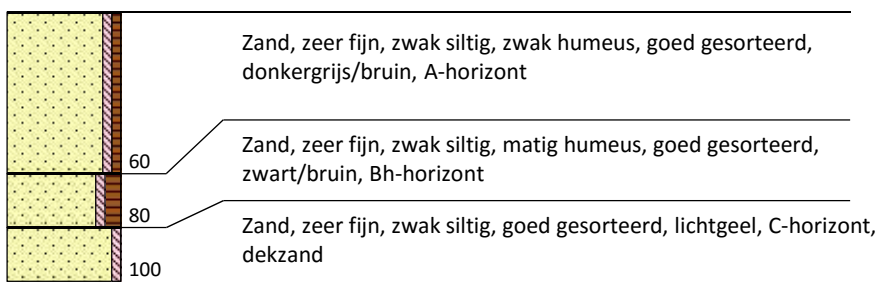 Zand, zeer fijn, zwak siltig, zwak humeus, goed gesorteerd,
donkergrijs/bruin, A-horizont
60
Zand, zeer fijn, zwak siltig, matig humeus, goed gesorteerd,
zwart/bruin, Bh-horizont
80
Zand, zeer fijn, zwak siltig, goed gesorteerd, lichtgeel, C-horizont,
dekzand
100